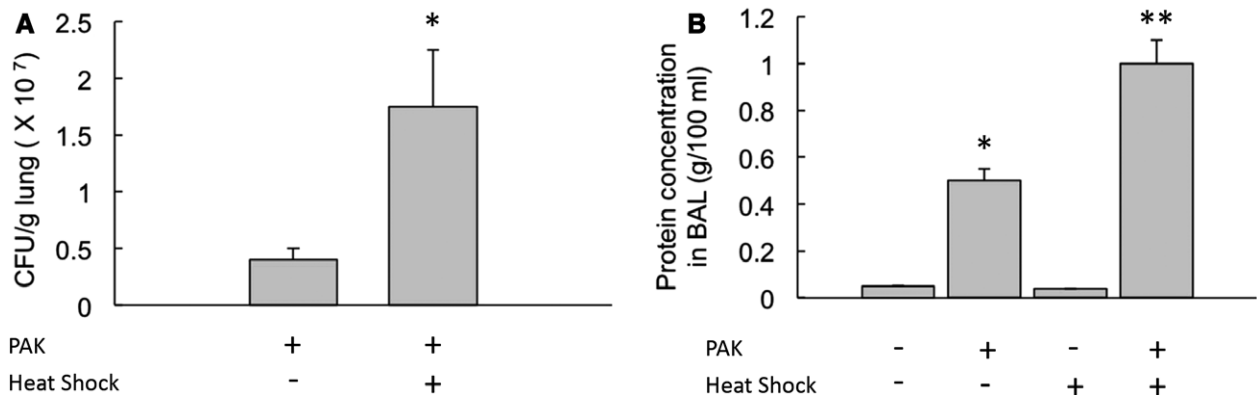 A
CFU/g lung ( X 10 7)
2.5
2
1.5
1
0.5
0
*
PAK + +
Heat Shock - +
B
Protein concentration
in BAL (g/100 ml)
1.2
1
0.8
0.6
0.4
0.2
0
*
**
PAK - + - +
Heat Shock - - + +